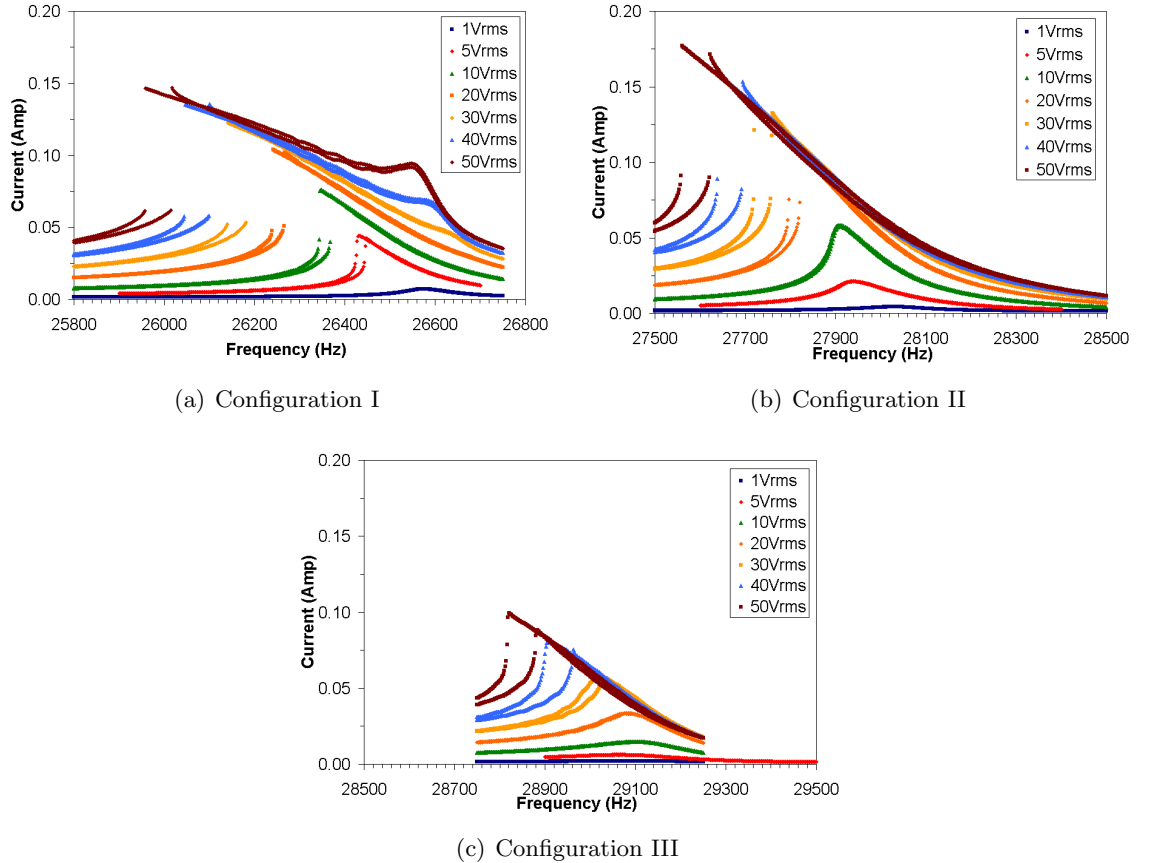 0.20
0.15
0.10
0.05
0.00
Current (Amp)
25800 26000 26200 26400 26600 26800
Frequency (Hz)
1Vrms
5Vrms
10Vrms
20Vrms
30Vrms
40Vrms
50Vrms
(a) Configuration I
0.20
0.15
0.10
0.05
0.00
Current (Amp)
27500 27700 27900 28100 28300 28500
Frequency (Hz)
1Vrms
5Vrms
10Vrms
20Vrms
30Vrms
40Vrms
50Vrms
(b) Configuration II
0.20
0.15
0.10
0.05
0.00
Current (Amp)
28500 28700 28900 29100 29300 29500
Frequency (Hz)
1Vrms
5Vrms
10Vrms
20Vrms
30Vrms
40Vrms
50Vrms
(c) Configuration III